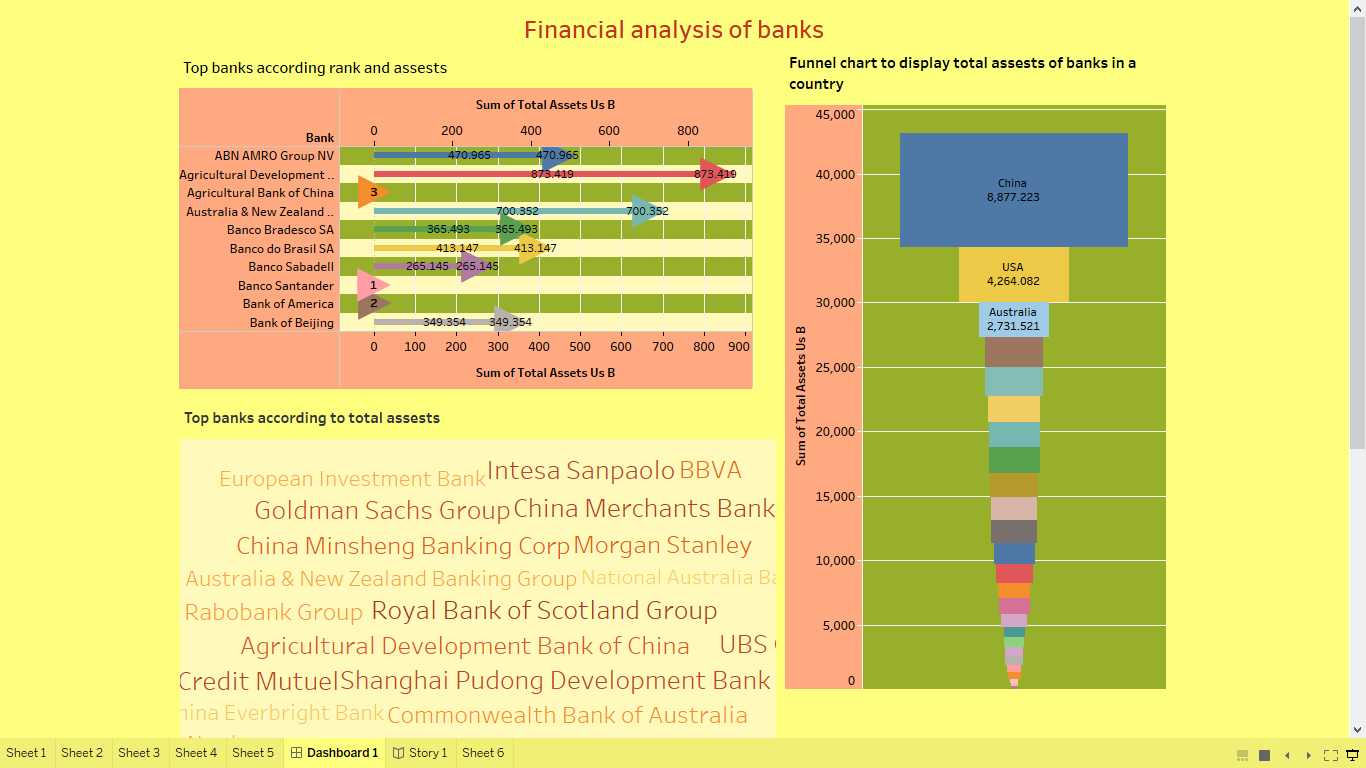 Financial analysis of banks
Top banks according rank and assests
Sum of Total Assets Us B
0 200 400 600 800
Bank
ABN AMRO Group NV 470.965 470.965
Agricultural Development .. 873.419 873.419
Agricultural Bank of China 3
Australia & New Zealand .. 700.352 700.352
Banco Bradesco SA 365.493 365.493
Banco do Brasil SA 413.147 413.147
Banco Sabadell 265.145 265.145
Banco Santander 1
Bank of America 2
Bank of Beijing 349.354 349.354
0 100 200 300 400 500 600 700 800 900
Sum of Total Assets Us B
Top banks according to total assests
European Investment Bank Intesa Sanpaolo BBVA
Goldman Sachs Group China Merchants Bank
China Minsheng Banking Corp Morgan Stanley
Australia & New Zealand Banking Group National Australia Ba
Rabobank Group Royal Bank of Scotland Group
Agricultural Development Bank of China UBS
Credit Mutuel Shanghai Pudong Development Bank
hina Everbright Bank Commonwealth Bank of Australia
Funnel chart to display total assests of banks in a
country
Sum of Total Assets Us B
45,000
40,000
35,000
30,000
25,000
20,000
15,000
10,000
5,000
0
China
8,877.223
USA
4,264.082
Australia
2,731.521
Sheet 1 Sheet 2 Sheet 3 Sheet 4 Sheet 5 Dashboard 1 Story 1 Sheet 6